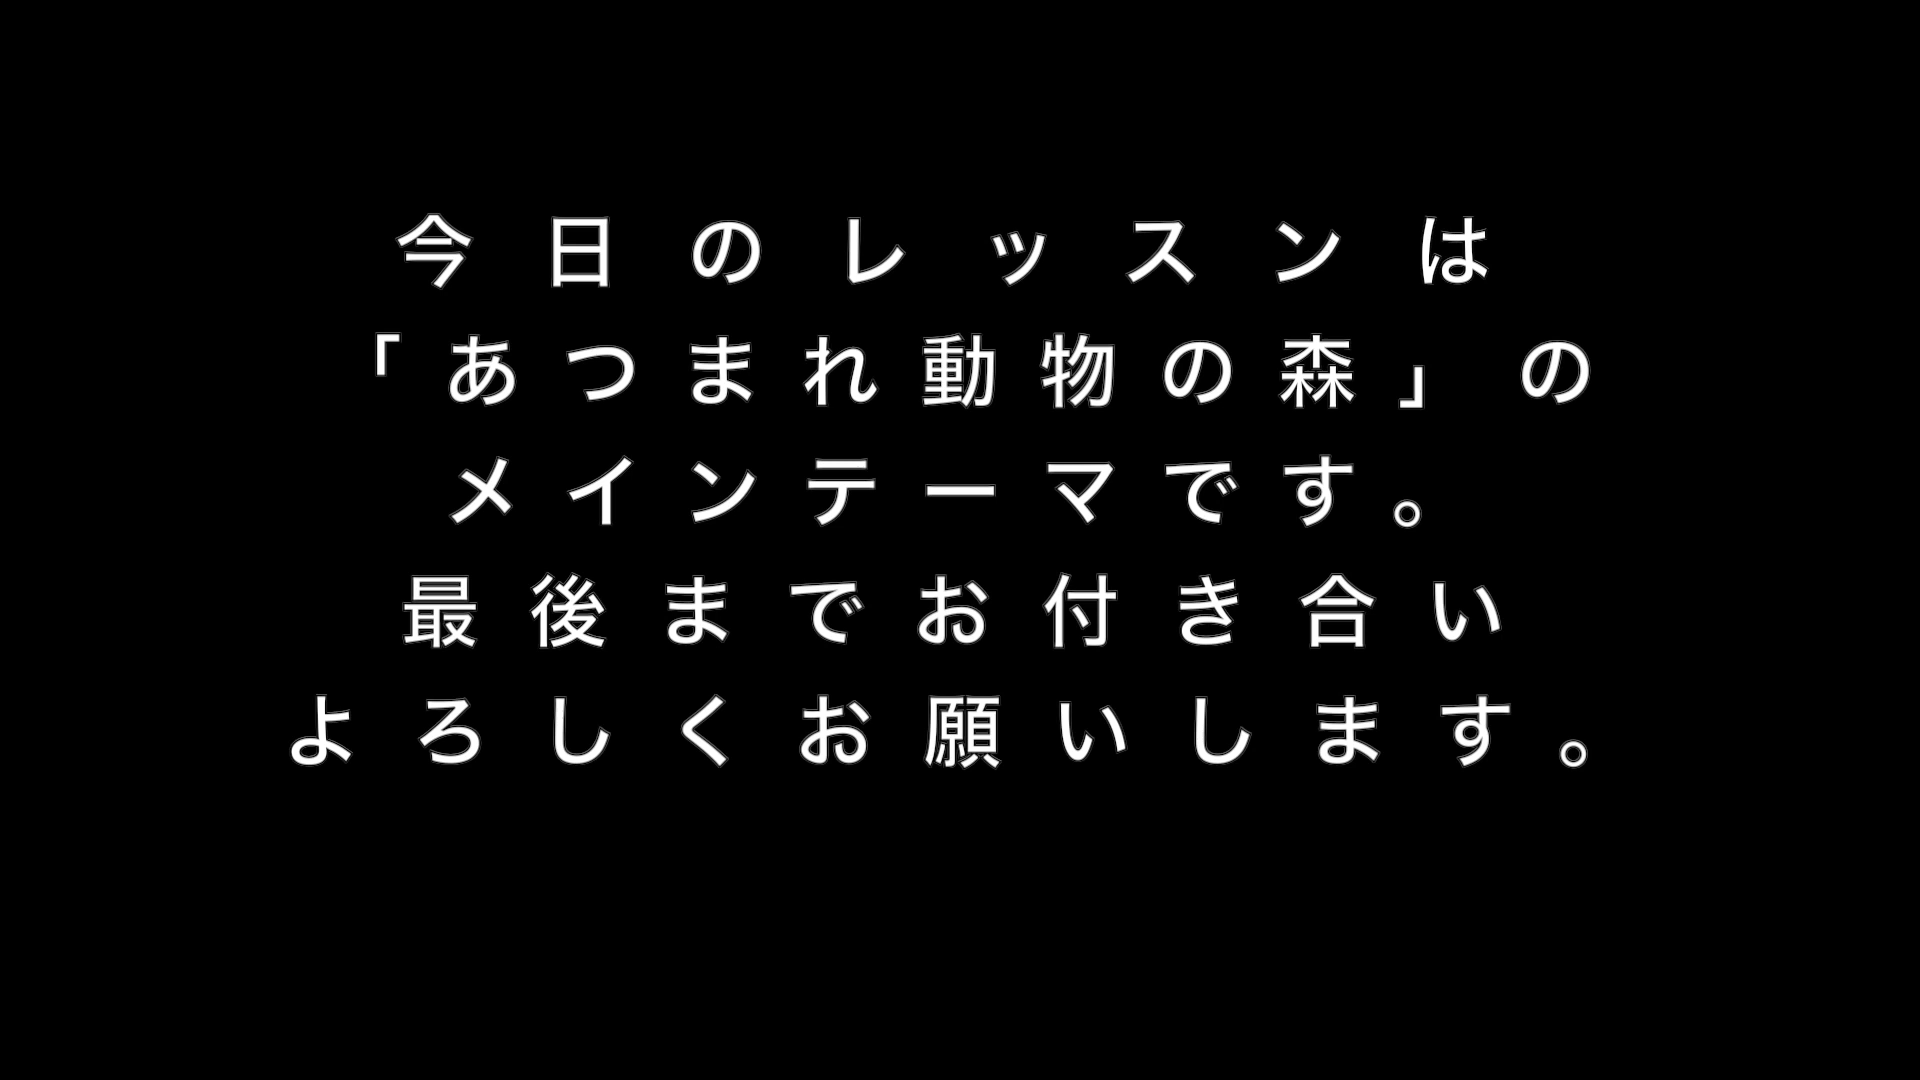 今日のレッスンは
「あつまれ動物の森」の
メインテーマです。
最後までお付き合い
よろしくお願いします。